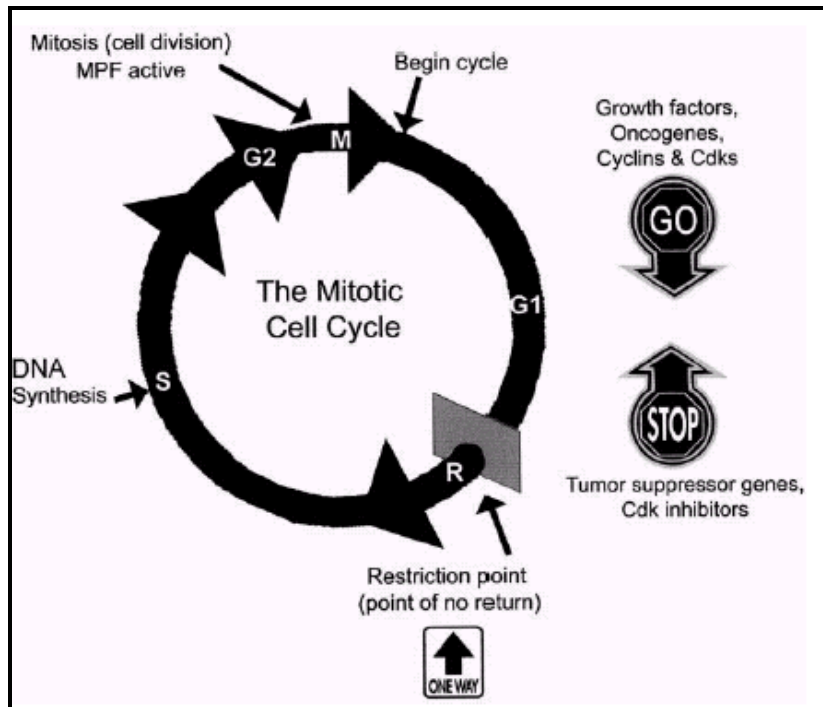 Mitosis (cell division)
MPF active
Begin cycle
Growth factors,
Oncogenes,
Cyclins & Cdks
GO
M
G2
The Mitotic
Cell Cycle
G1
DNA
Synthesis
S
R
STOP
Tumor suppressor genes,
Cdk inhibitors
Restriction point
(point of no return)
ONE WAY